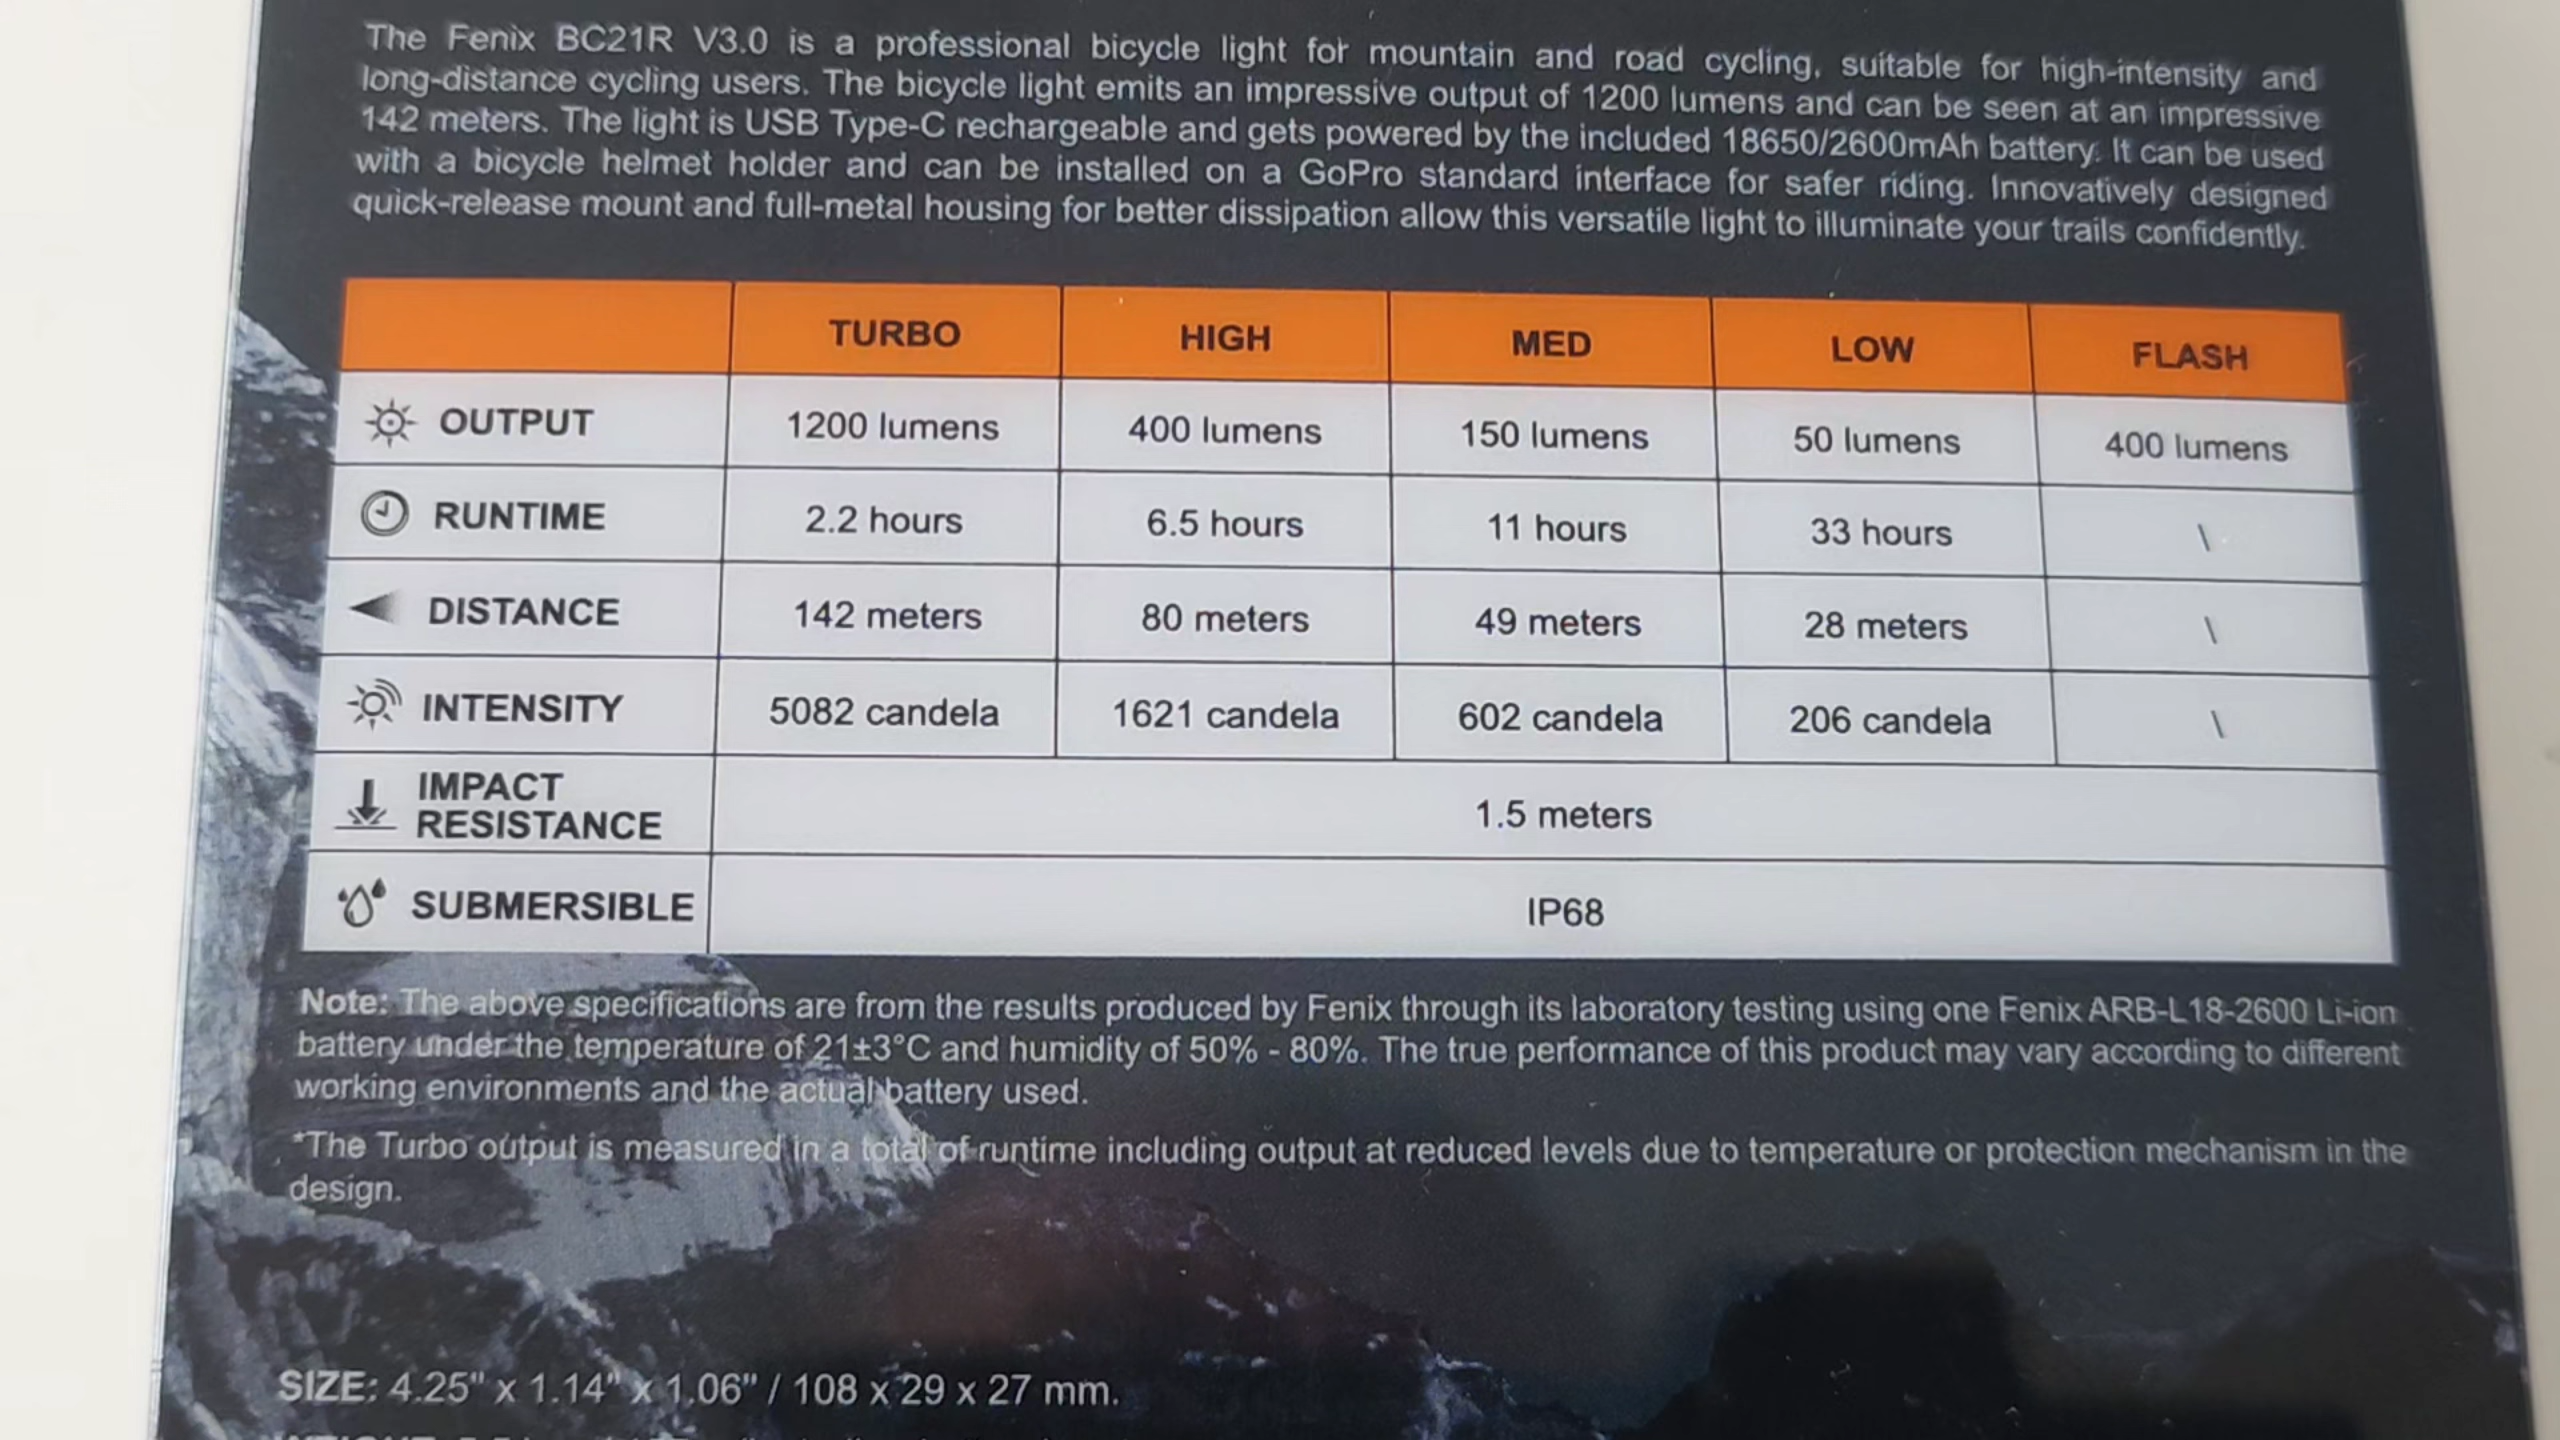 The Fenix BC21R V3.0 is a professional bicycle light for mountain and road cycling, suitable for high-intensity and
long-distance cycling users. The bicycle light emits an impressive output of 1200 lumens and can be seen at an impressive
142 meters. The light is USB Type-C rechargeable and gets powered by the included 18650/2600mAh battery. It can be used
with a bicycle helmet holder and can be installed on a GoPro standard interface for safer riding. Innovatively designed
quick-release mount and full-metal housing for better dissipation allow this versatile light to illuminate your trails confidently.
TURBO HIGH MED LOW FLASH
OUTPUT 1200 lumens 400 lumens 150 lumens 50 lumens 400 lumens
RUNTIME 2.2 hours 6.5 hours 11 hours 33 hours \
DISTANCE 142 meters 80 meters 49 meters 28 meters \
INTENSITY 5082 candela 1621 candela 602 candela 206 candela \
IMPACT
RESISTANCE 1.5 meters
SUBMERSIBLE IP68
Note: The above specifications are from the results produced by Fenix through its laboratory testing using one Fenix ARB-L18-2600 Li-ion
battery under the temperature of 21±3°C and humidity of 50% - 80%. The true performance of this product may vary according to different
working environments and the actual battery used.
*The Turbo output is measured in a total of runtime including output at reduced levels due to temperature or protection mechanism in the
design.
SIZE: 4.25" x 1.14" x 1.06" / 108 x 29 x 27 mm.